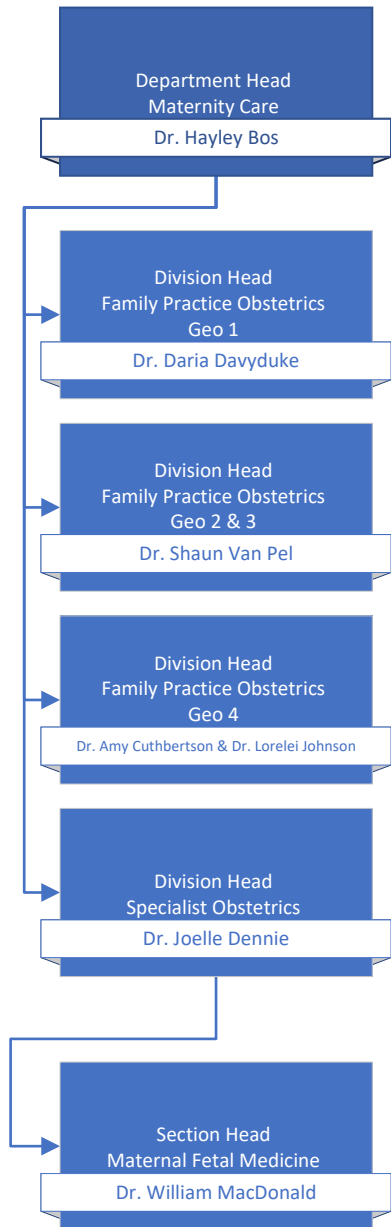 Department Head
Maternity Care
Dr. Hayley Bos
Division Head
Family Practice Obstetrics
Geo 1
Dr. Daria Davyduke
Division Head
Family Practice Obstetrics
Geo 2 & 3
Dr. Shaun Van Pel
Division Head
Family Practice Obstetrics
Geo 4
Dr. Amy Cuthbertson & Dr. Lorelei Johnson
Division Head
Specialist Obstetrics
Dr. Joelle Dennie
Section Head
Maternal Fetal Medicine
Dr. William MacDonald